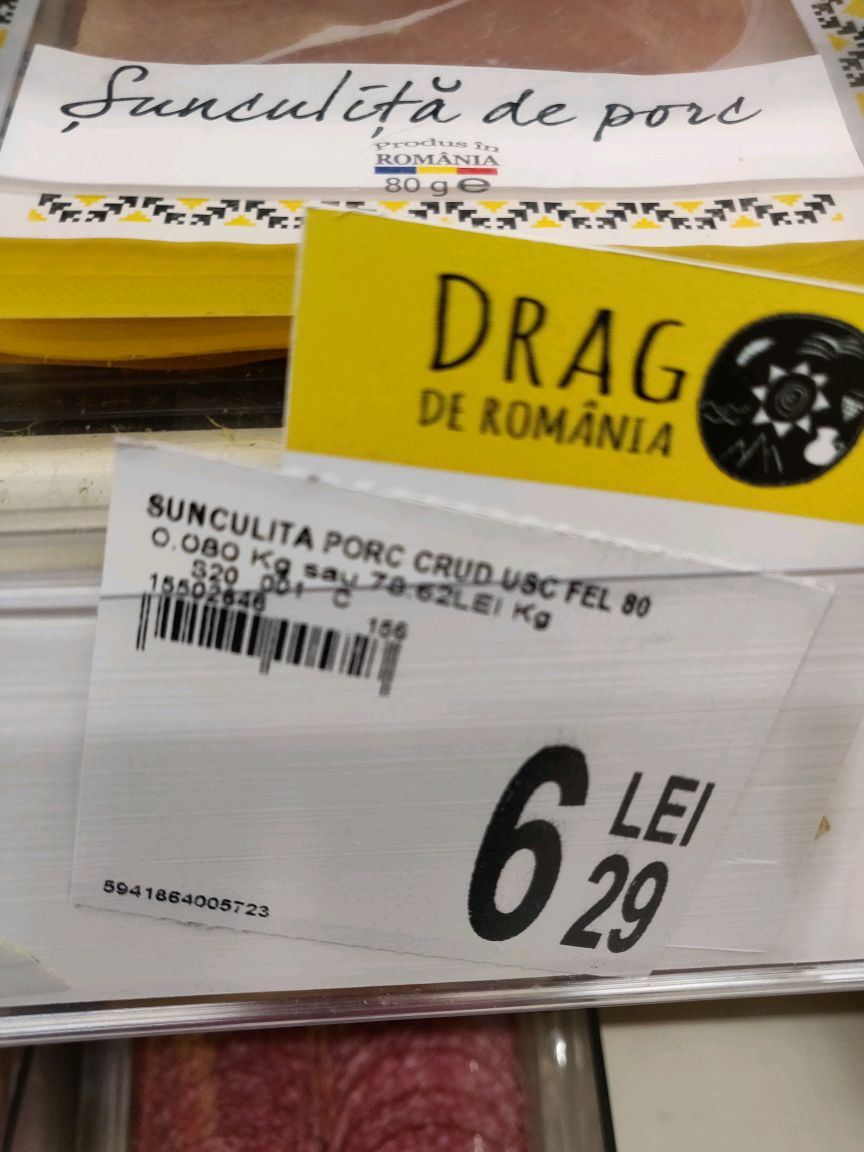 Șunculiță de porc
Produs în
ROMÂNIA
80 g e
DRAG
DE ROMÂNIA
SUNCULITA PORC CRUD USC FEL 80
0.080 Kg sau 78.62LEI Kg
S20 001 C
15502646 156
6 LEI
29
5941864005723